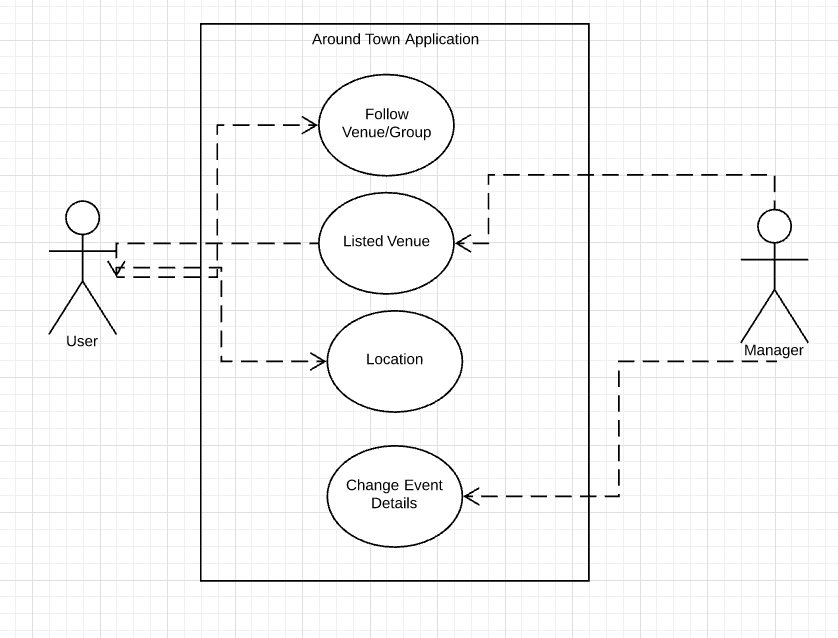 Around Town Application
Follow
Venue/Group
Listed Venue
User
Location
Manager
Change Event
Details